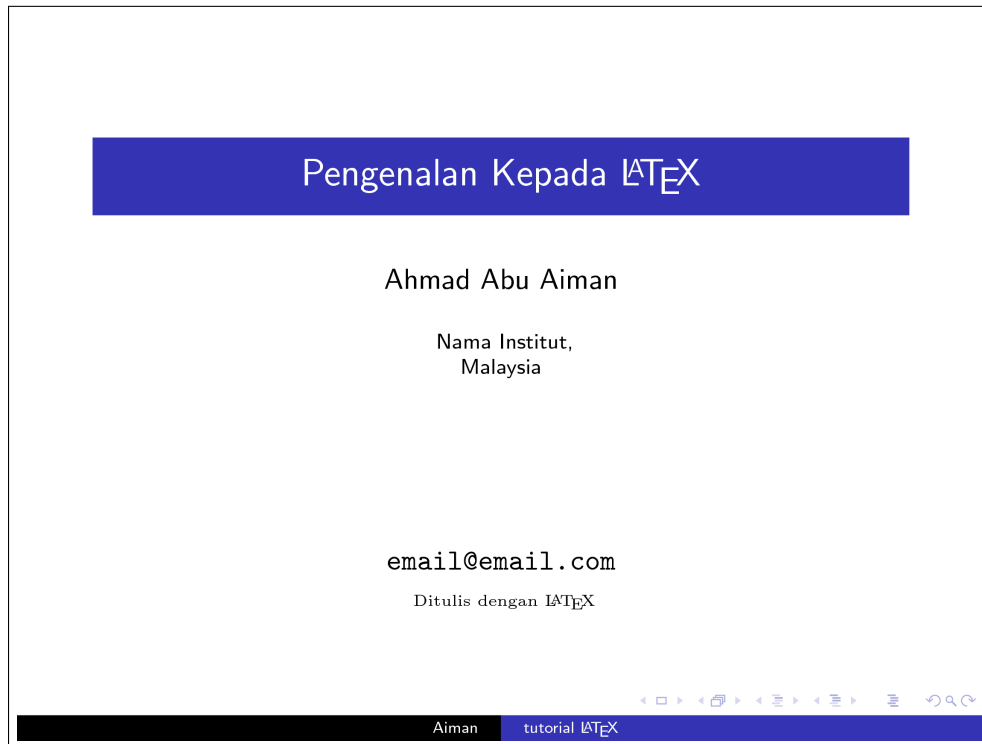 Pengenalan Kepada LATEX
Ahmad Abu Aiman
Nama Institut,
Malaysia
email@email.com
Ditulis dengan LATEX
Aiman
tutorial LATEX